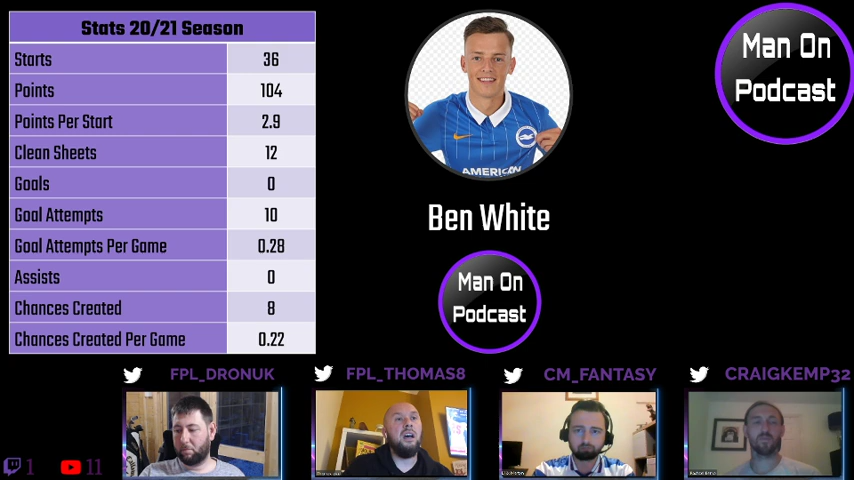 Stats 20/21 Season
Starts 36
Points 104
Points Per Start 2.9
Clean Sheets 12
Goals 0
Goal Attempts 10
Goal Attempts Per Game 0.28
Assists 0
Chances Created 8
Chances Created Per Game 0.22
AMERICAN
Ben White
Man On
Podcast
Man On
Podcast
FPL_DRONUK
FPL_THOMAS8
CM_FANTASY
CRAIGKEMP32
1
11